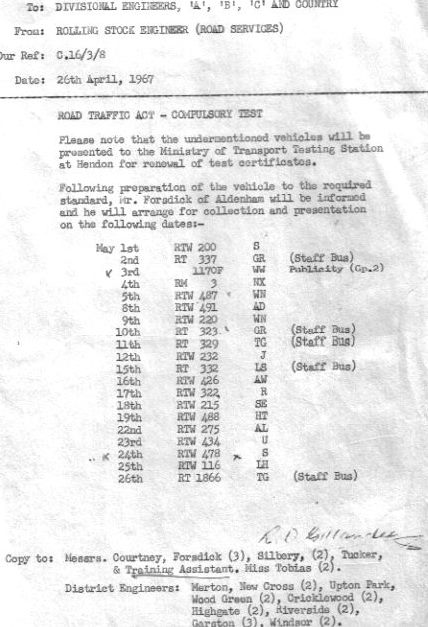 To: DIVISIONAL ENGINEERS, 'A', 'B', 'C' AND COUNTRY
From: ROLLING STOCK ENGINEER (ROAD SERVICES)
Our Ref: C.16/3/8
Date: 26th April, 1967
ROAD TRAFFIC ACT - COMPULSORY TEST
Please note that the undermentioned vehicles will be
presented to the Ministry of Transport Testing Station
at Hendon for renewal of test certificates.
Following preparation of the vehicle to the required
standard, Mr. Forsdick of Aldenham will be informed
and he will arrange for collection and presentation
on the following dates:-
May 1st RTW 200 S
2nd RT 337 GR (Staff Bus)
3rd 1170F WW Publicity (Gp.2)
4th RM 3 NX
5th RTW 487 WN
8th RTW 491 AD
9th RTW 220 WN
10th RT 323 GR (Staff Bus)
11th RT 329 TG (Staff Bus)
12th RTW 232 J
15th RT 332 LS (Staff Bus)
16th RTW 426 AW
17th RTW 322 R
18th RTW 215 SE
19th RTW 488 HT
22nd RTW 275 AL
23rd RTW 434 U
24th RTW 478 S
25th RTW 116 LH
26th RT 1866 TG (Staff Bus)
Copy to: Messrs. Courtney, Forsdick (3), Silbery, (2), Tucker,
& Training Assistant. Miss Tobias (2).
District Engineers: Merton, New Cross (2), Upton Park,
Wood Green (2), Cricklewood (2),
Highgate (2), Riverside (2),
Garston (3), Windsor (2).